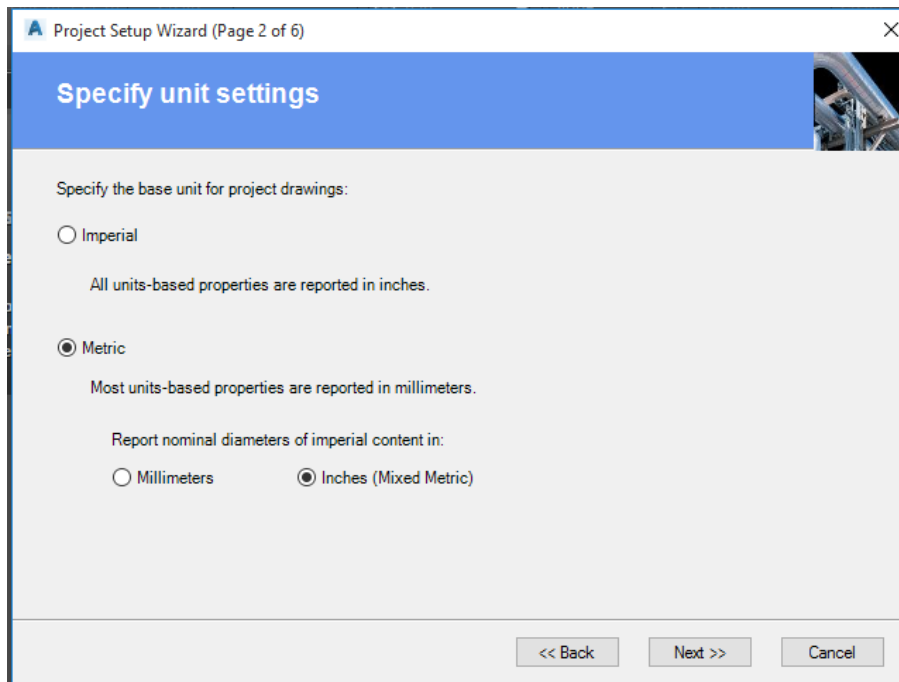 Project Setup Wizard (Page 2 of 6)
Specify unit settings
Specify the base unit for project drawings:
Imperial
All units-based properties are reported in inches.
Metric
Most units-based properties are reported in millimeters.
Report nominal diameters of imperial content in:
Millimeters Inches (Mixed Metric)
<< Back Next >> Cancel